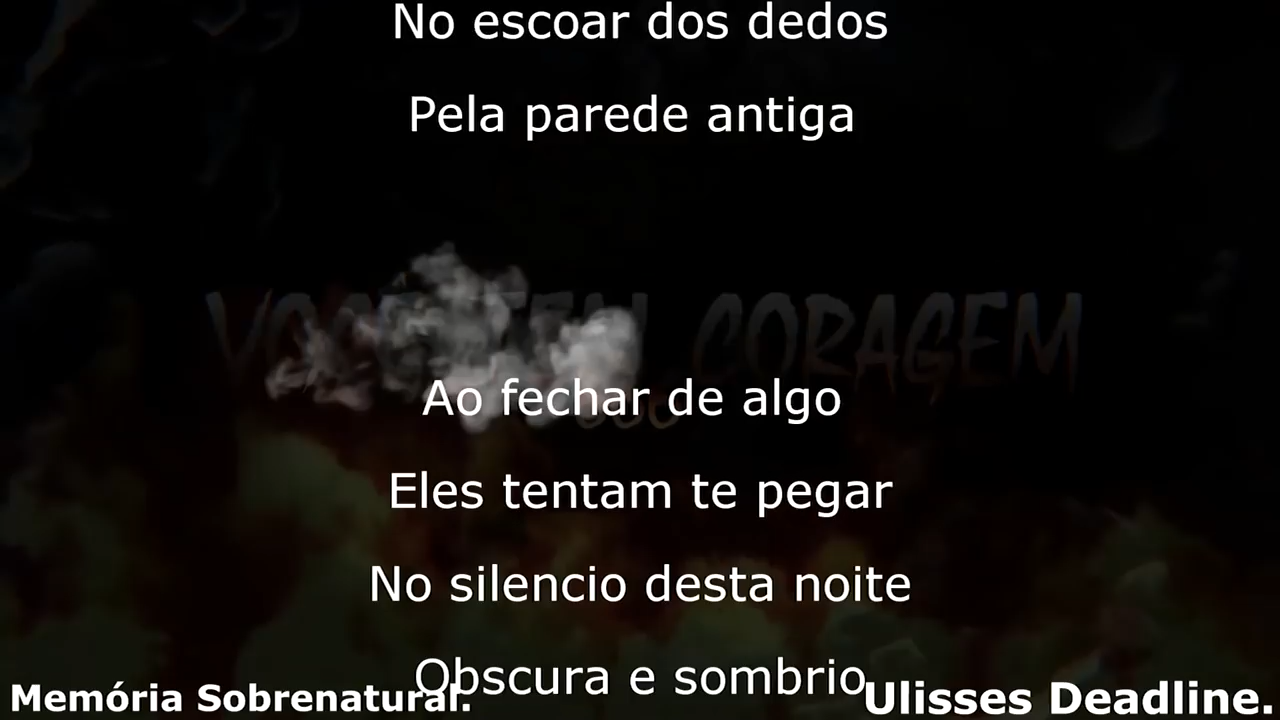 No escoar dos dedos
Pela parede antiga
VOCÊ TEM CORAGEM
Ao fechar de algo
Eles tentam te pegar
No silencio desta noite
Obscura e sombrio
Memória Sobrenatural.
Ulisses Deadline.